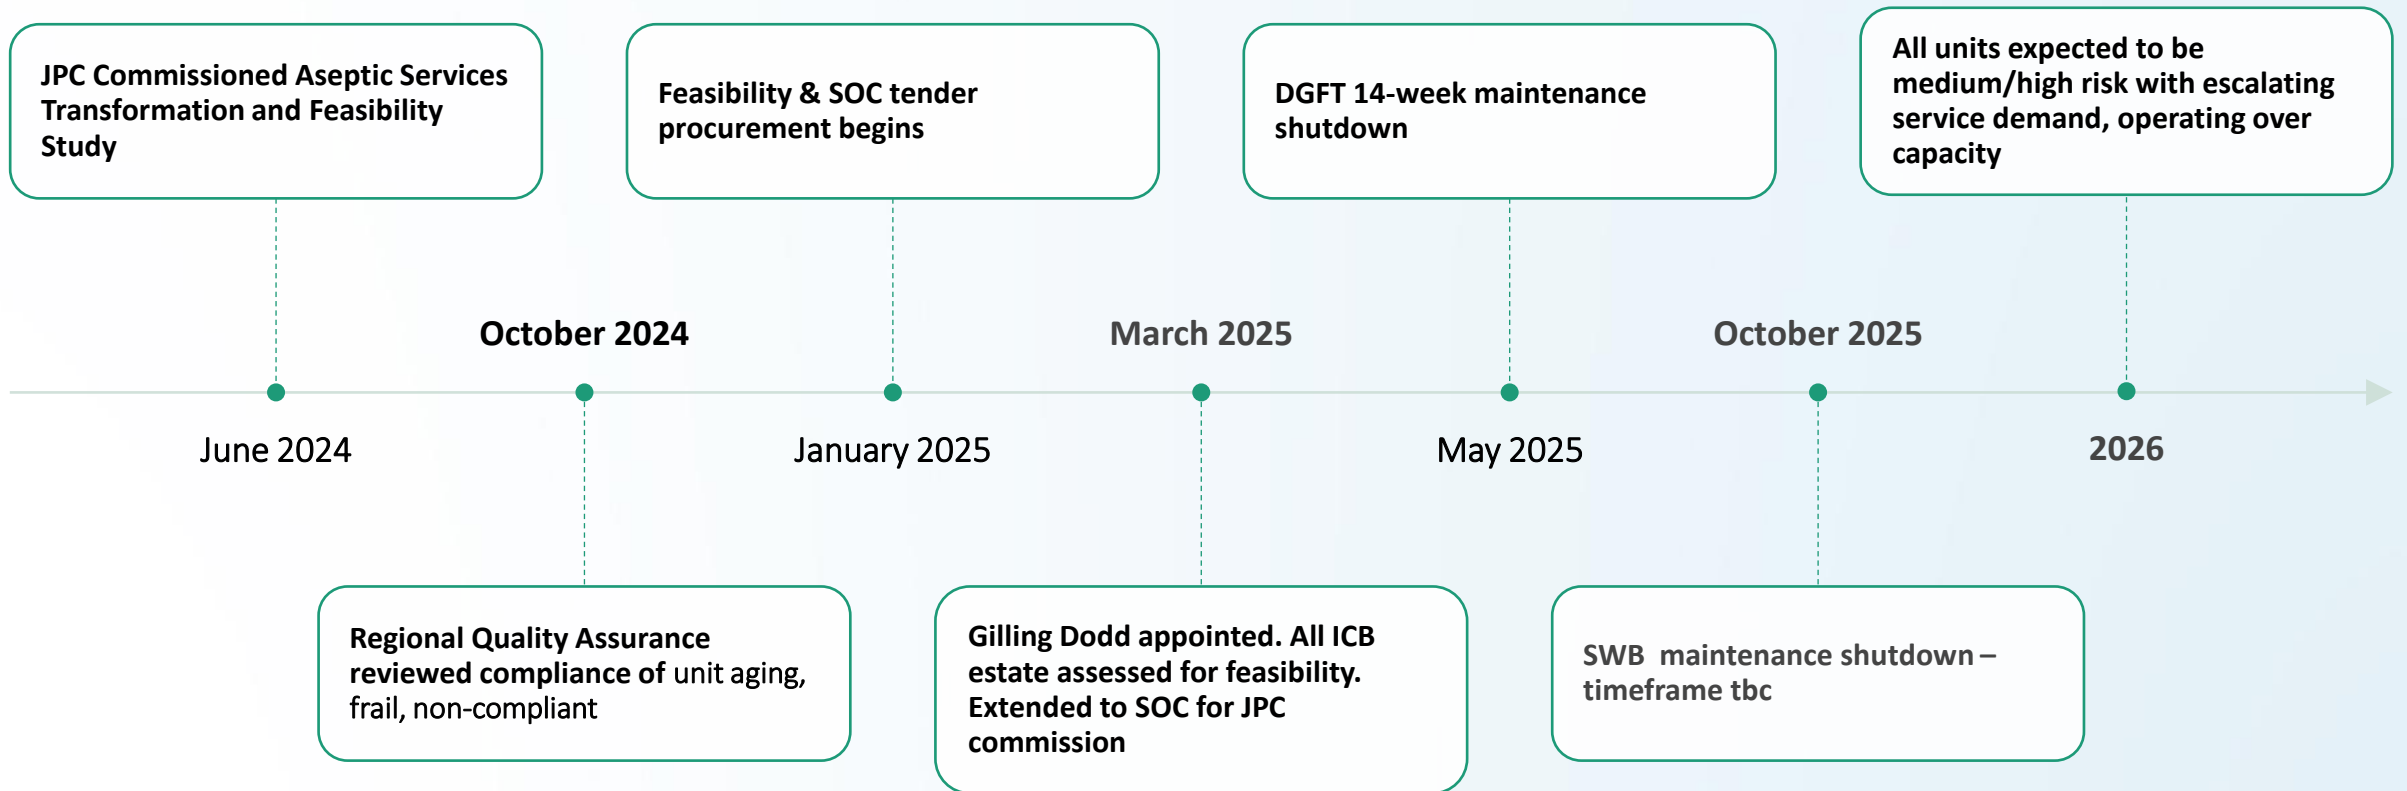 JPC Commissioned Aseptic Services
Transformation and Feasibility
Study
Feasibility & SOC tender
procurement begins
DGFT 14-week maintenance
shutdown
All units expected to be
medium/high risk with escalating
service demand, operating over
capacity
October 2024
March 2025
October 2025
June 2024
January 2025
May 2025
2026
Regional Quality Assurance
reviewed compliance of unit aging,
frail, non-compliant
Gilling Dodd appointed. All ICB
estate assessed for feasibility.
Extended to SOC for JPC
commission
SWB  maintenance shutdown –
timeframe tbc